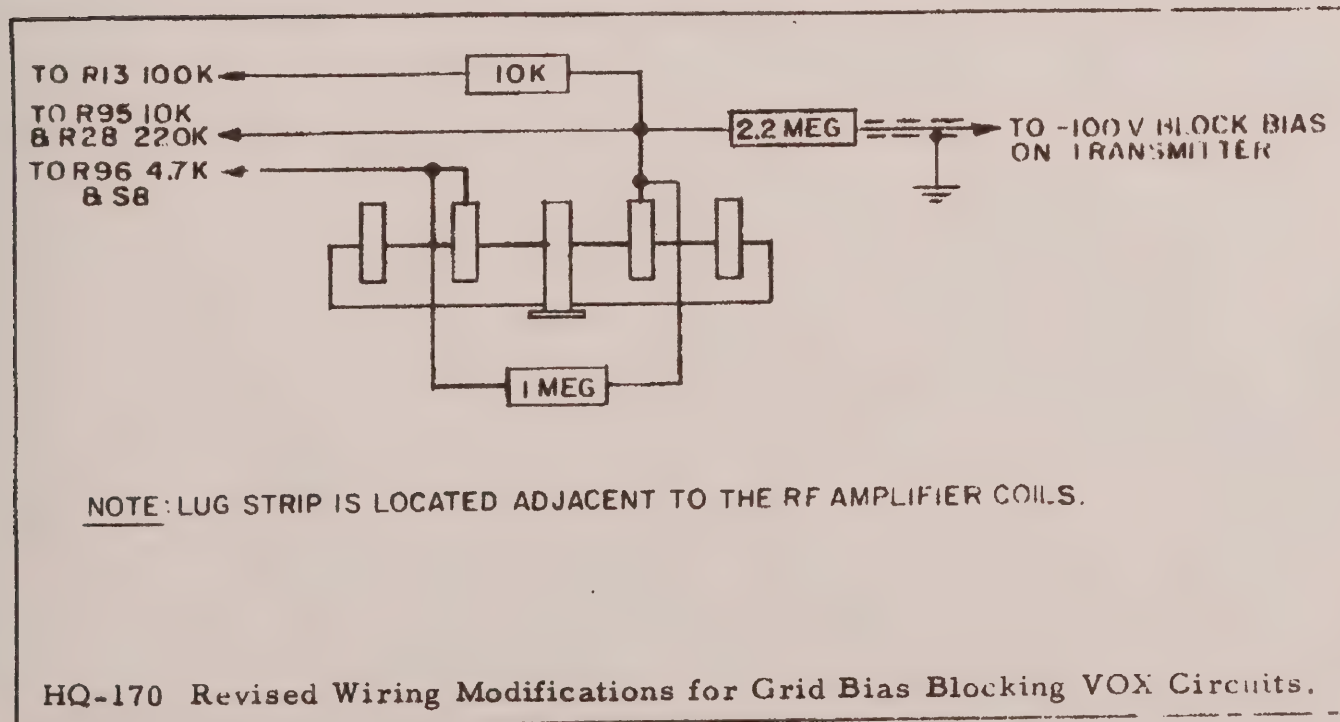 TO R13 100K
10K
TO R95 10K
& R28 220K
2.2 MEG
TO -100 V BLOCK BIAS
ON TRANSMITTER
TO R96 4.7K
& S8
1 MEG
NOTE: LUG STRIP IS LOCATED ADJACENT TO THE RF AMPLIFIER COILS.
HQ-170 Revised Wiring Modifications for Grid Bias Blocking VOX Circuits.